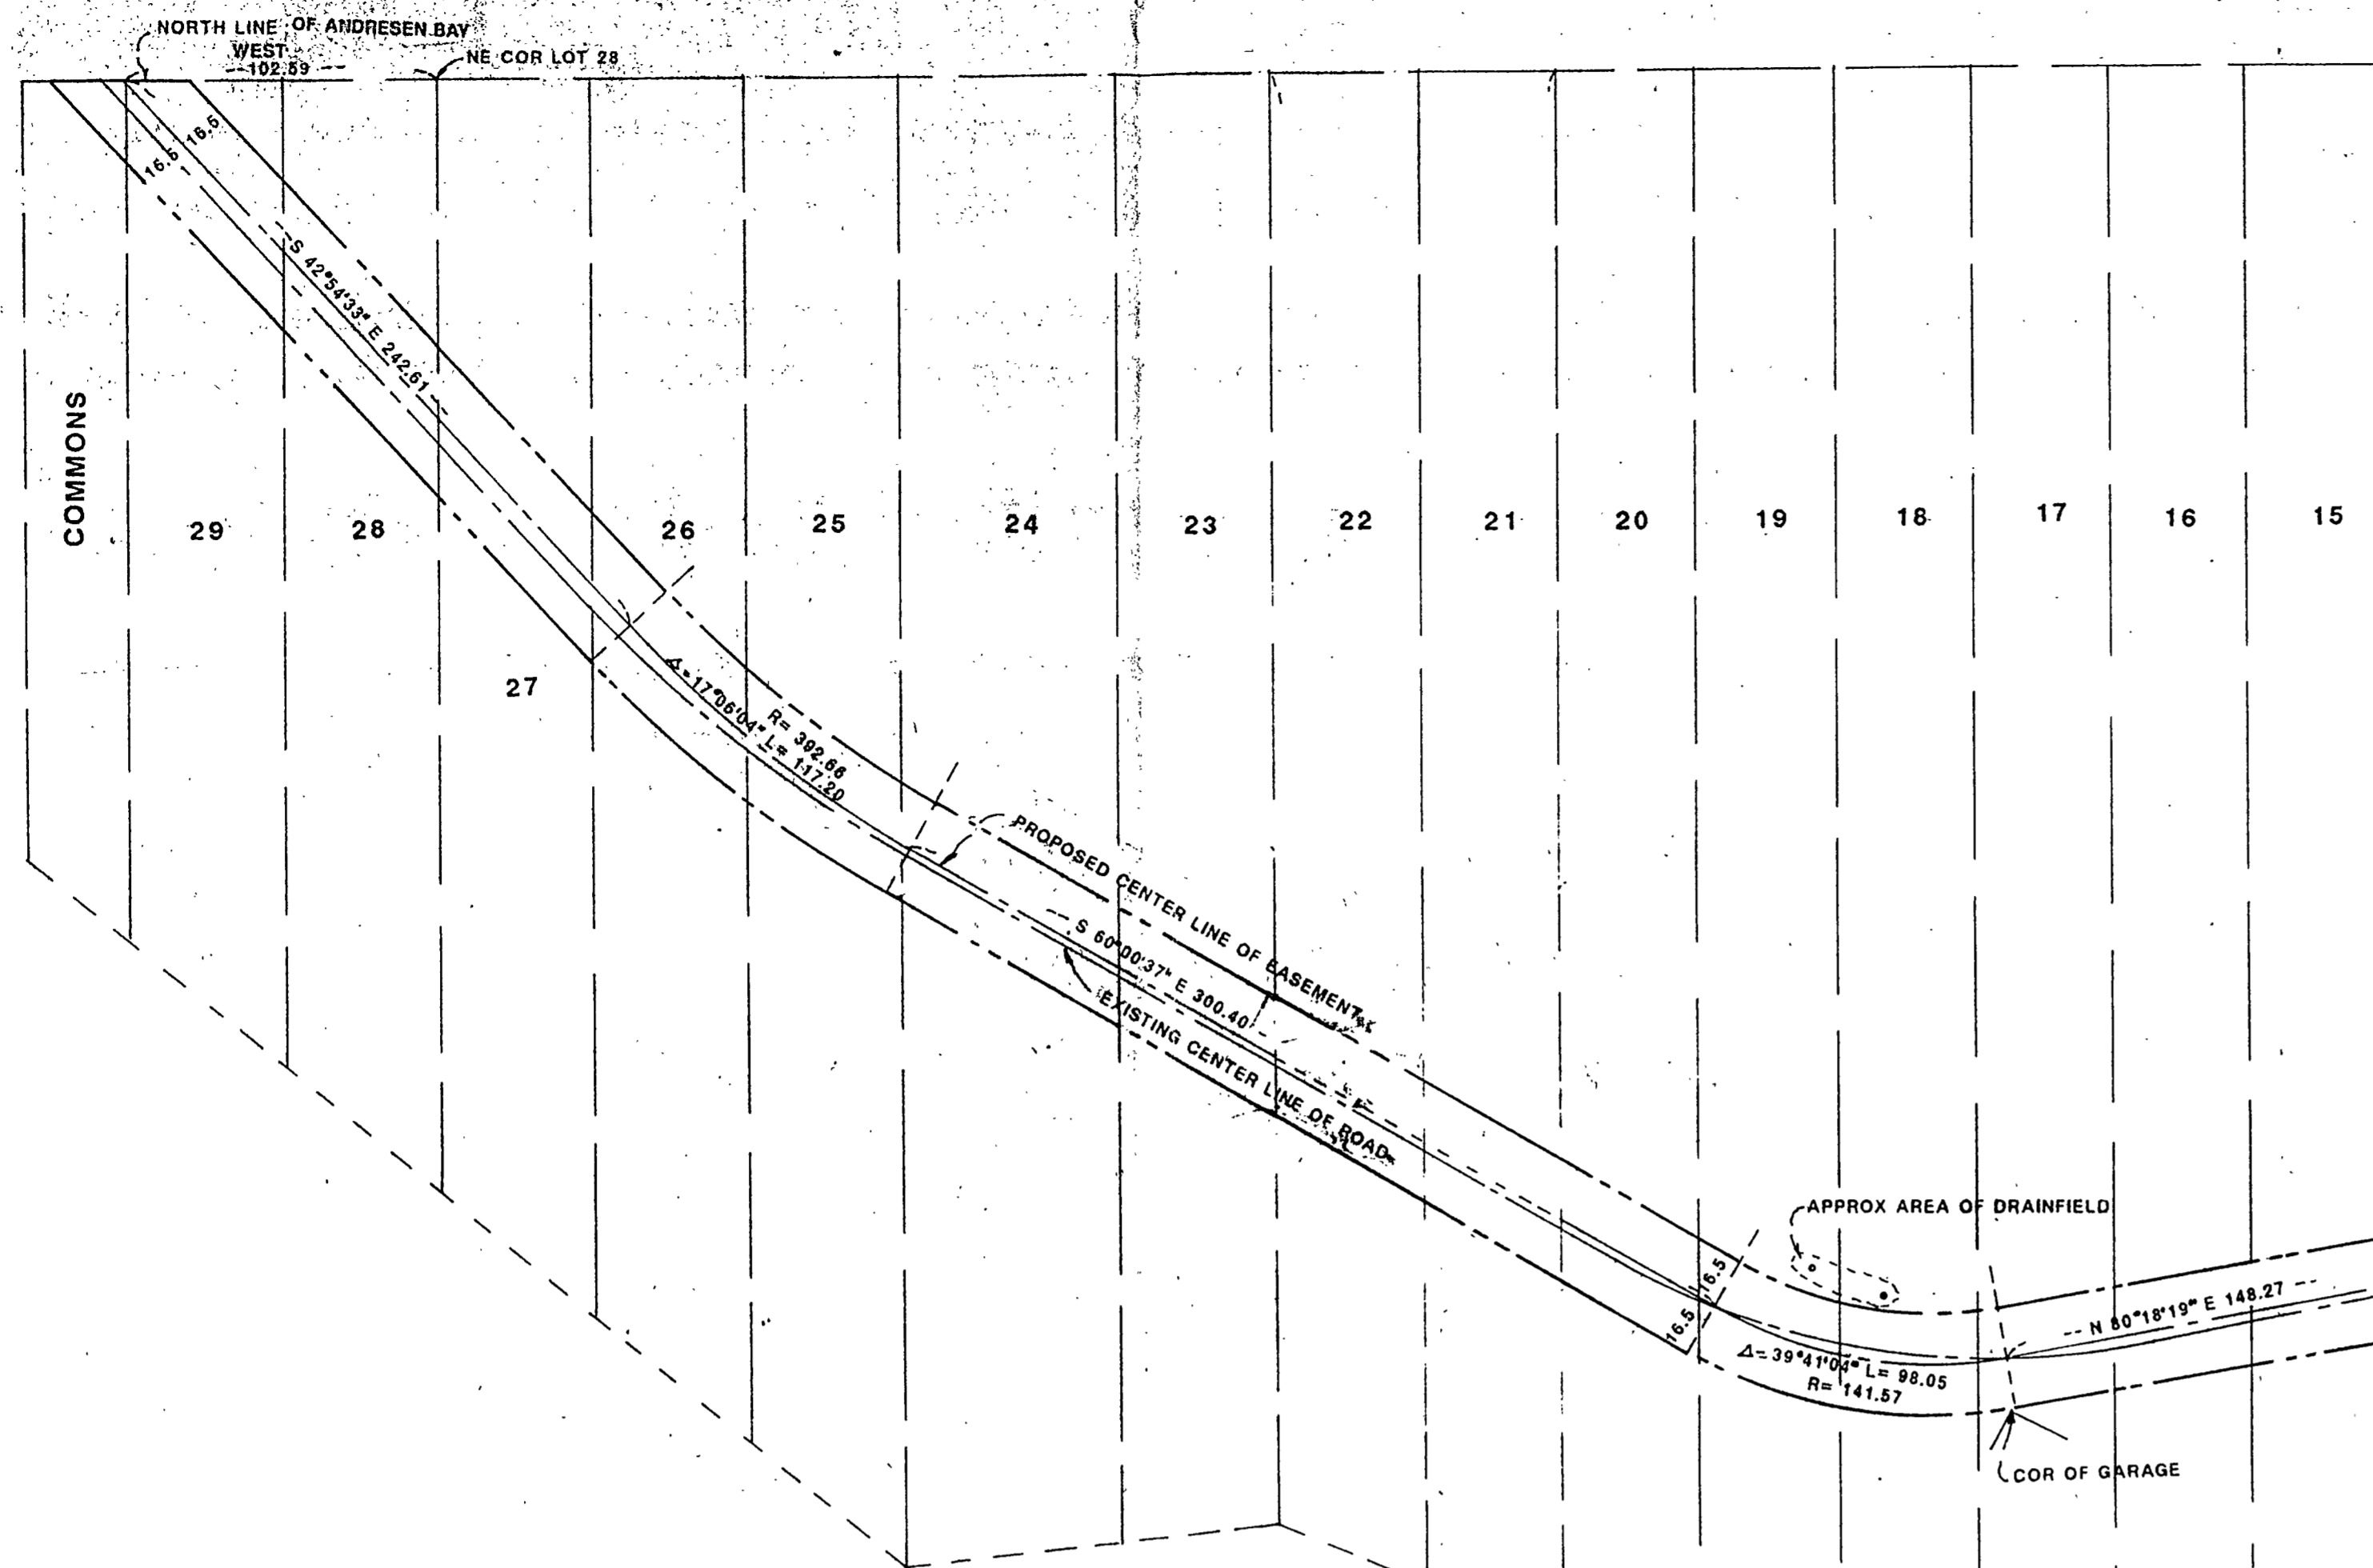 NORTH LINE OF ANDRESEN BAY
WEST
102.59
NE COR LOT 28
16.5
16.5
S 42°54'33" E 242.61
COMMONS
29
28
27
26
25
24
23
22
21
20
19
18
17
16
15
Δ=17°06'04" L= 117.20
R= 392.66
PROPOSED CENTER LINE OF EASEMENT
S 60°00'37" E 300.40
EXISTING CENTER LINE OF ROAD
APPROX AREA OF DRAINFIELD
16.5
16.5
N 80°18'19" E 148.27
Δ=39°41'04" L= 98.05
R= 141.57
COR OF GARAGE